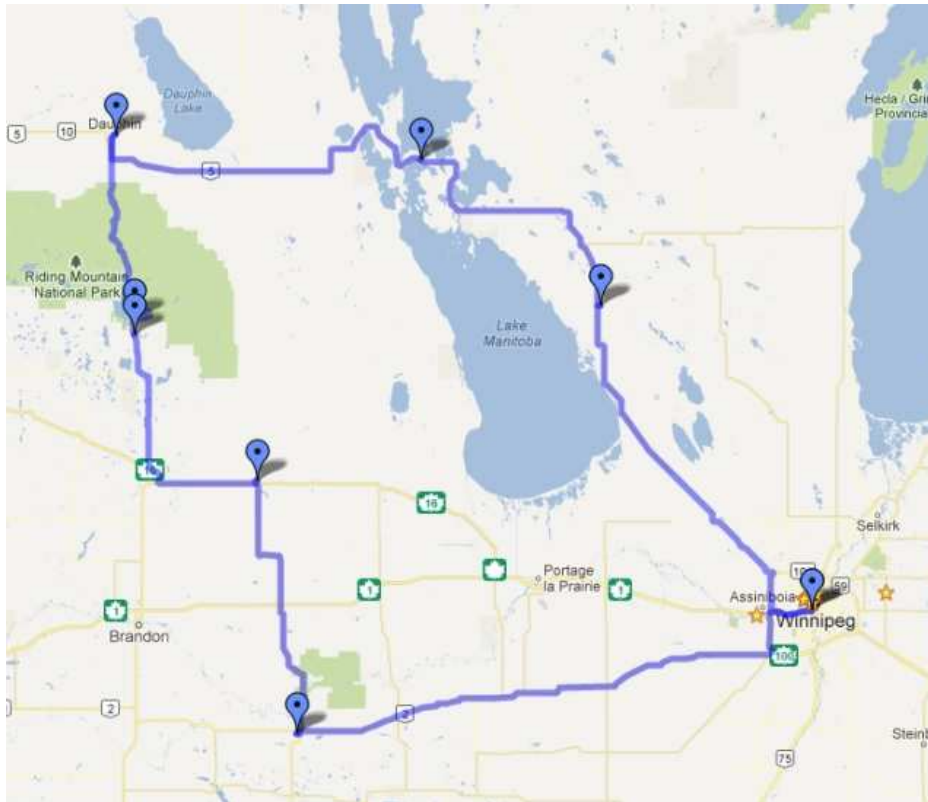 Dauphin
Lake
Hecla / Gri
Provincia
Dauphin
5
10
5
Riding Mountain
National Park
Lake
Manitoba
16
16
Selkirk
Portage
la Prairie
1
1
1
Assiniboia
59
Winnipeg
Brandon
100
2
2
Steinb
75